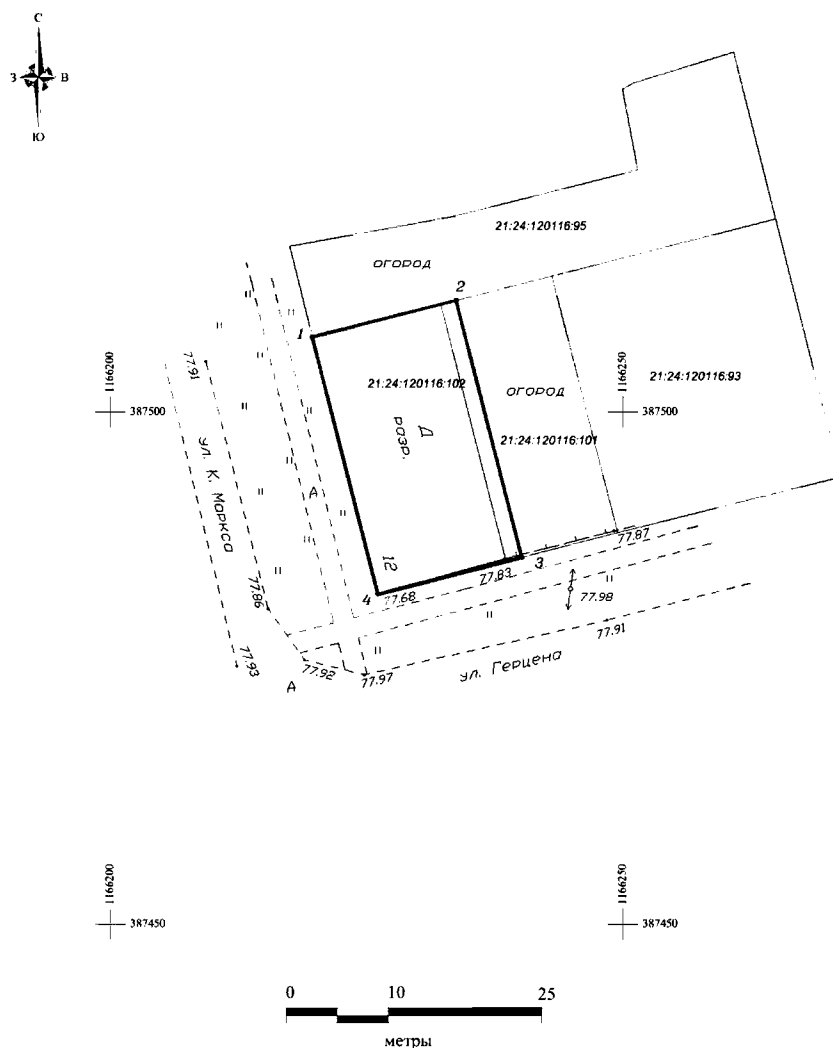 С
З
В
Ю
21:24:120116:95
ОГОРОД
2
1
1166200
387500
77.91
21:24:120116:102
1166250
387500
21:24:120116:93
ОГОРОД
21:24:120116:101
Д
разр.
ул. К. Маркса
А
12
77.83
3
77.87
4
77.68
77.86
77.98
77.91
77.93
77.92
77.97
ул. Герцена
А
1166200
387450
1166250
387450
0
10
25
метры